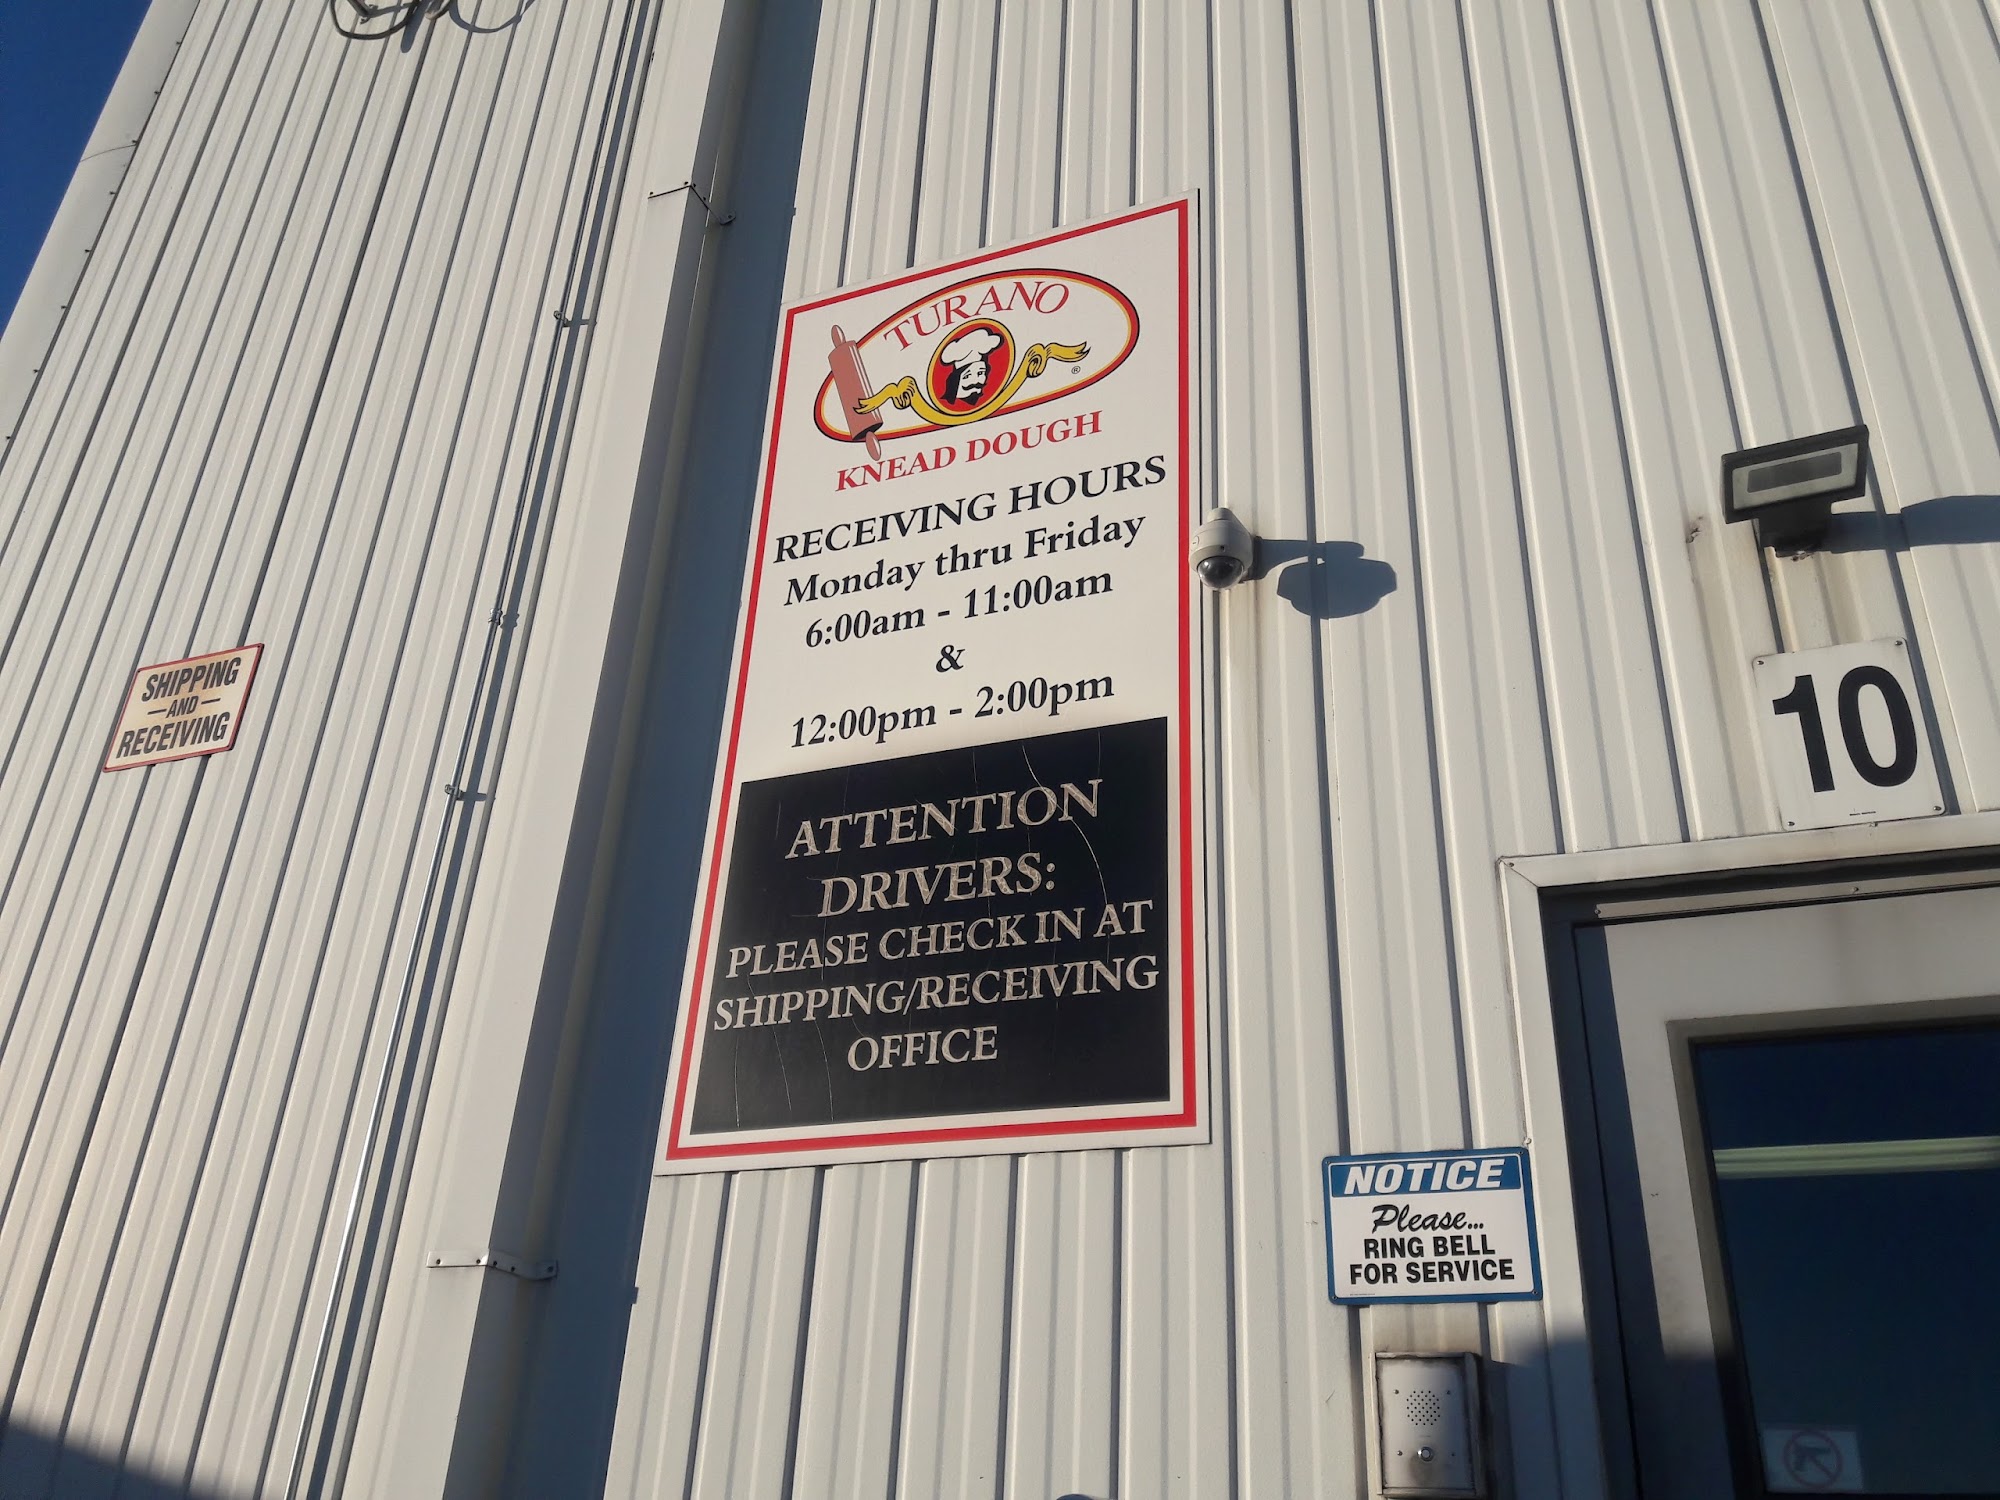 SHIPPING
AND
RECEIVING
TURANO
®
KNEAD DOUGH
RECEIVING HOURS
Monday thru Friday
6:00am - 11:00am
&
12:00pm - 2:00pm
ATTENTION
DRIVERS:
PLEASE CHECK IN AT
SHIPPING/RECEIVING
OFFICE
10
NOTICE
Please...
RING BELL
FOR SERVICE